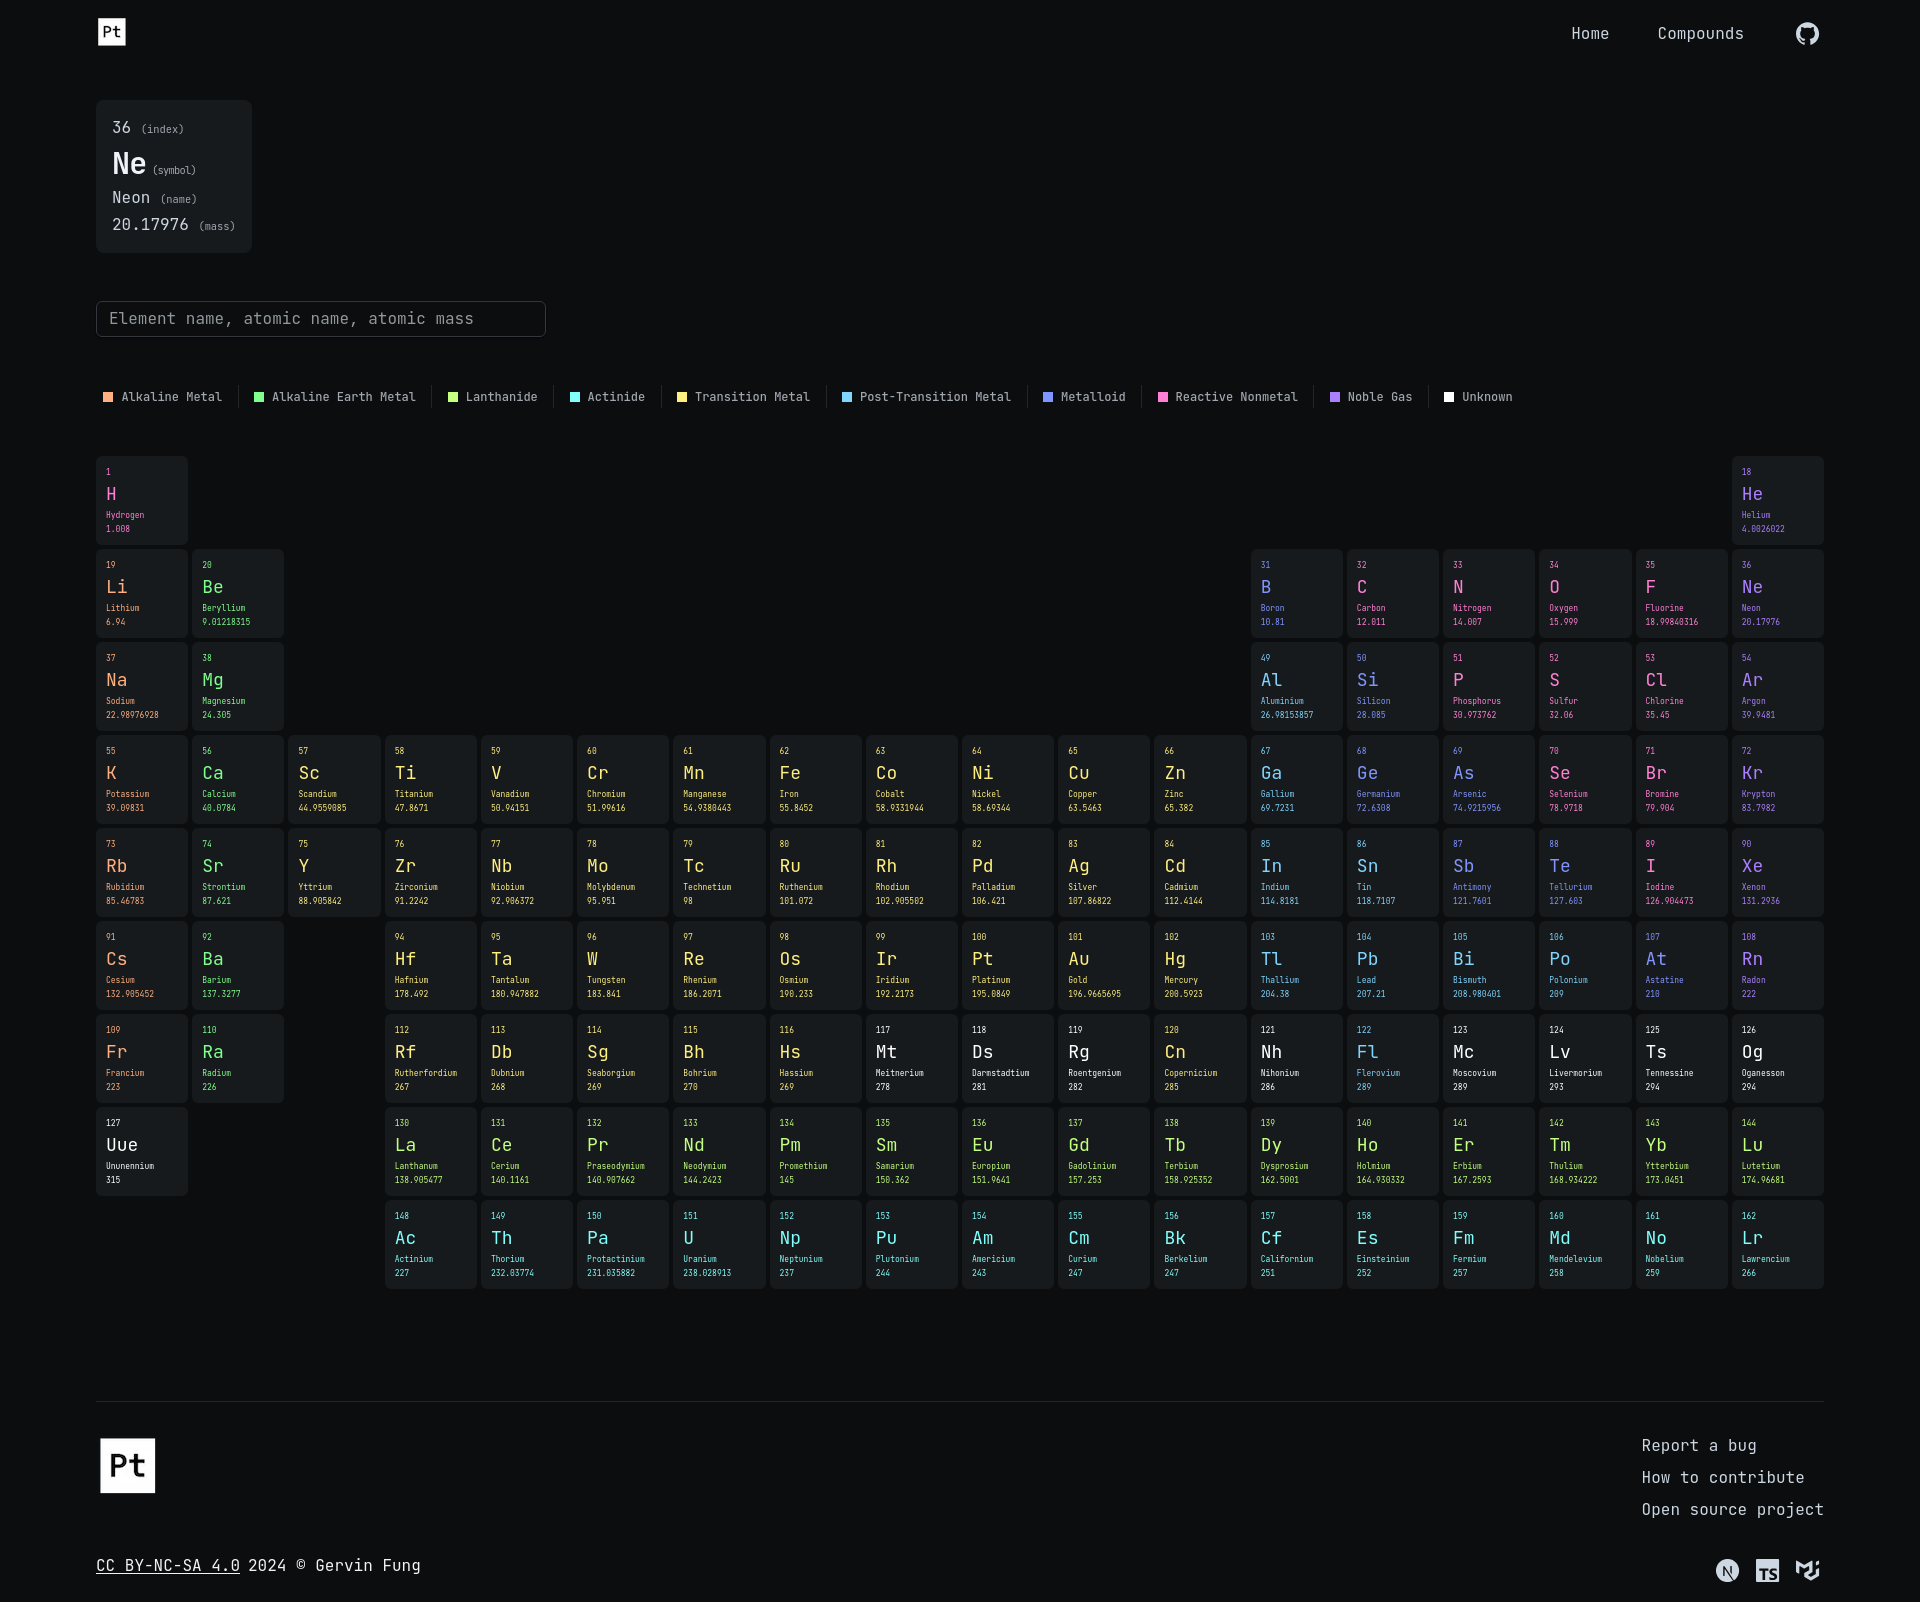 Pt
Home Compounds
36 (index)
Ne (symbol)
Neon (name)
20.17976 (mass)
Element name, atomic name, atomic mass
Alkaline Metal Alkaline Earth Metal Lanthanide Actinide Transition Metal Post-Transition Metal Metalloid Reactive Nonmetal Noble Gas Unknown
1 18
H He
Hydrogen Helium
1.008 4.0026022
19 20 31 32 33 34 35 36
Li Be B C N O F Ne
Lithium Beryllium Boron Carbon Nitrogen Oxygen Fluorine Neon
6.94 9.01218315 10.81 12.011 14.007 15.999 18.99840316 20.17976
37 38 49 50 51 52 53 54
Na Mg Al Si P S Cl Ar
Sodium Magnesium Aluminium Silicon Phosphorus Sulfur Chlorine Argon
22.98976928 24.305 26.98153857 28.085 30.973762 32.06 35.45 39.9481
55 56 57 58 59 60 61 62 63 64 65 66 67 68 69 70 71 72
K Ca Sc Ti V Cr Mn Fe Co Ni Cu Zn Ga Ge As Se Br Kr
Potassium Calcium Scandium Titanium Vanadium Chromium Manganese Iron Cobalt Nickel Copper Zinc Gallium Germanium Arsenic Selenium Bromine Krypton
39.09831 40.0784 44.9559085 47.8671 50.94151 51.99616 54.9380443 55.8452 58.9331944 58.69344 63.5463 65.382 69.7231 72.6308 74.9215956 78.9718 79.904 83.7982
73 74 75 76 77 78 79 80 81 82 83 84 85 86 87 88 89 90
Rb Sr Y Zr Nb Mo Tc Ru Rh Pd Ag Cd In Sn Sb Te I Xe
Rubidium Strontium Yttrium Zirconium Niobium Molybdenum Technetium Ruthenium Rhodium Palladium Silver Cadmium Indium Tin Antimony Tellurium Iodine Xenon
85.46783 87.621 88.905842 91.2242 92.906372 95.951 98 101.072 102.905502 106.421 107.86822 112.4144 114.8181 118.7107 121.7601 127.603 126.904473 131.2936
91 92 94 95 96 97 98 99 100 101 102 103 104 105 106 107 108
Cs Ba Hf Ta W Re Os Ir Pt Au Hg Tl Pb Bi Po At Rn
Cesium Barium Hafnium Tantalum Tungsten Rhenium Osmium Iridium Platinum Gold Mercury Thallium Lead Bismuth Polonium Astatine Radon
132.905452 137.3277 178.492 180.947882 183.841 186.2071 190.233 192.2173 195.0849 196.9665695 200.5923 204.38 207.21 208.980401 209 210 222
109 110 112 113 114 115 116 117 118 119 120 121 122 123 124 125 126
Fr Ra Rf Db Sg Bh Hs Mt Ds Rg Cn Nh Fl Mc Lv Ts Og
Francium Radium Rutherfordium Dubnium Seaborgium Bohrium Hassium Meitnerium Darmstadtium Roentgenium Copernicium Nihonium Flerovium Moscovium Livermorium Tennessine Oganesson
223 226 267 268 269 270 269 278 281 282 285 286 289 289 293 294 294
127 130 131 132 133 134 135 136 137 138 139 140 141 142 143 144
Uue La Ce Pr Nd Pm Sm Eu Gd Tb Dy Ho Er Tm Yb Lu
Ununennium Lanthanum Cerium Praseodymium Neodymium Promethium Samarium Europium Gadolinium Terbium Dysprosium Holmium Erbium Thulium Ytterbium Lutetium
315 138.905477 140.1161 140.907662 144.2423 145 150.362 151.9641 157.253 158.925352 162.5001 164.930332 167.2593 168.934222 173.0451 174.96681
148 149 150 151 152 153 154 155 156 157 158 159 160 161 162
Ac Th Pa U Np Pu Am Cm Bk Cf Es Fm Md No Lr
Actinium Thorium Protactinium Uranium Neptunium Plutonium Americium Curium Berkelium Californium Einsteinium Fermium Mendelevium Nobelium Lawrencium
227 232.03774 231.035882 238.028913 237 244 243 247 247 251 252 257 258 259 266
Pt
Report a bug
How to contribute
Open source project
CC BY-NC-SA 4.0 2024 © Gervin Fung
N TS